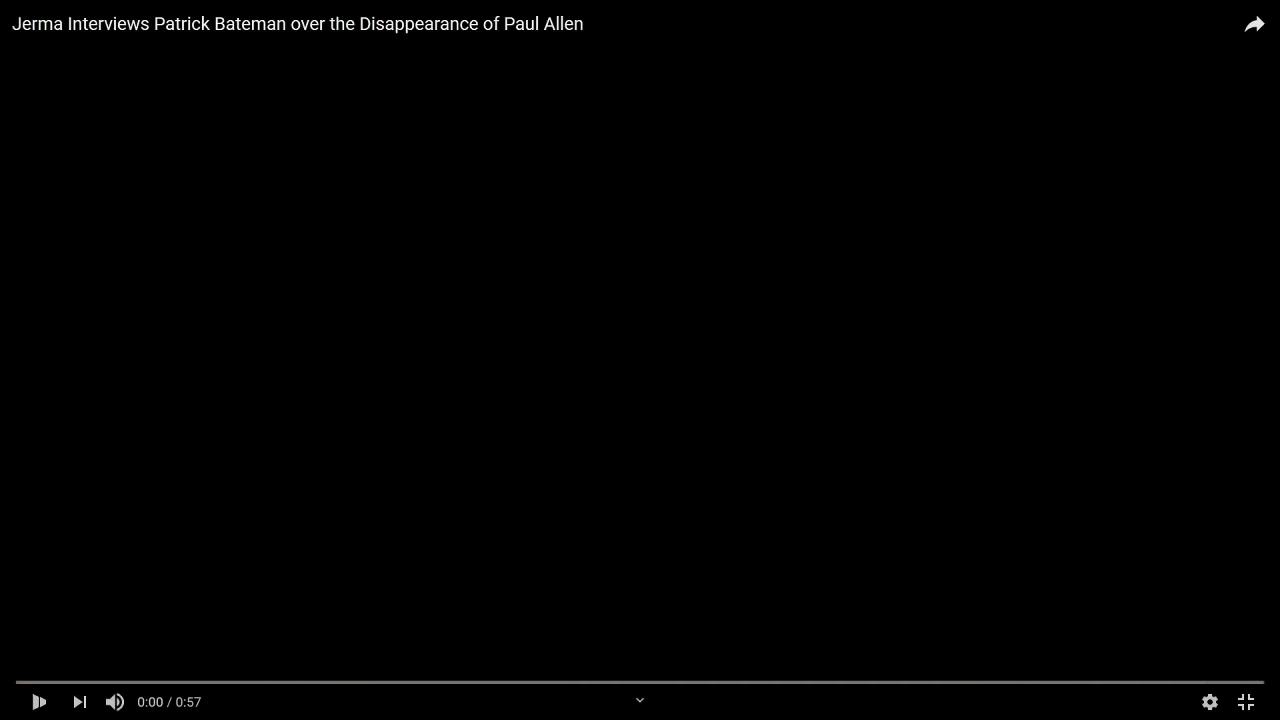 Jerma Interviews Patrick Bateman over the Disappearance of Paul Allen
0:00 / 0:57